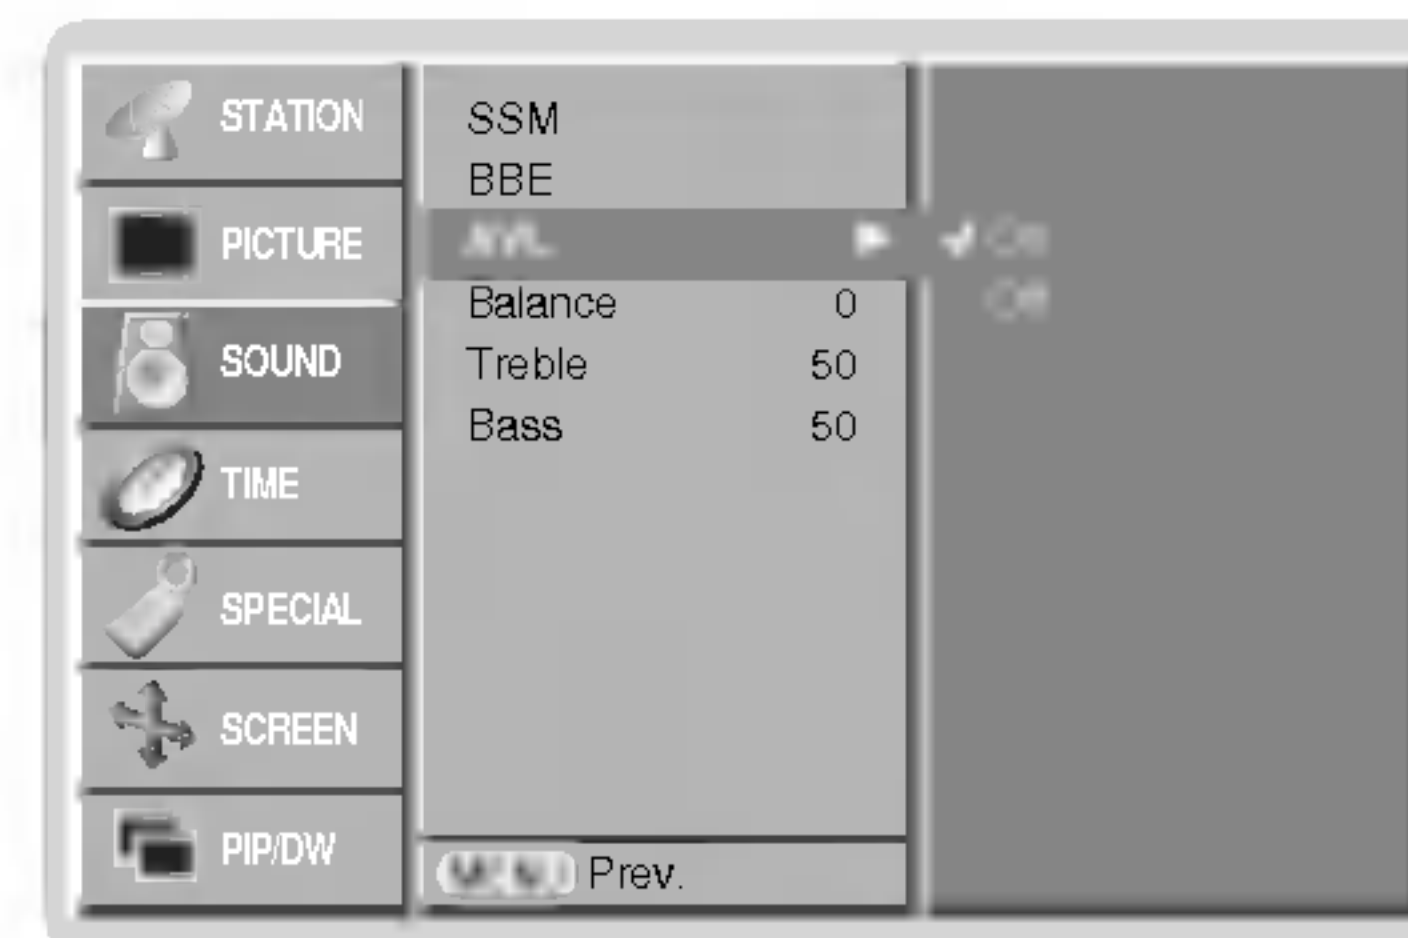 STATION
PICTURE
SOUND
TIME
SPECIAL
SCREEN
PIP/DW
SSM
BBE
AVL
Balance 0
Treble 50
Bass 50
Prev.
On
Off